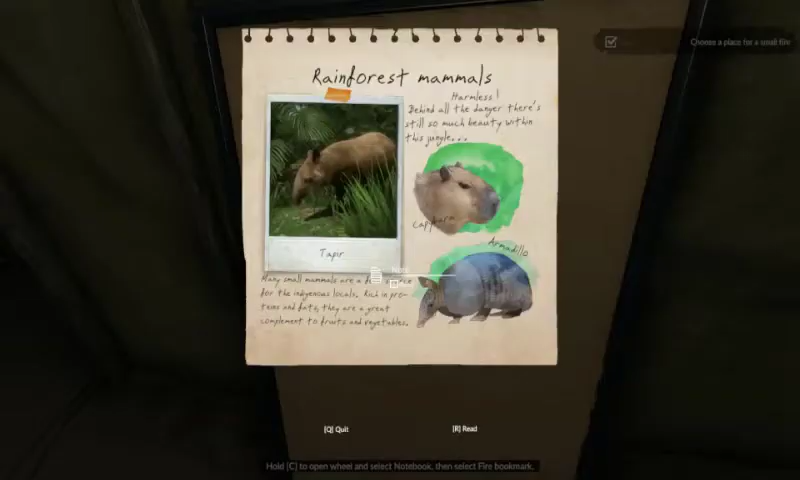 Choose a place for a small fire
Rainforest mammals
Harmless!
Behind all the danger there's
still so much beauty within
this jungle...
Capybara
Armadillo
Tapir
Many small mammals are a
for the indigenous locals. Rich in pro-
teins and fats, they are a great
complement to fruits and vegetables.
[Q] Quit
[R] Read
Hold [C] to open wheel and select Notebook, then select Fire bookmark.